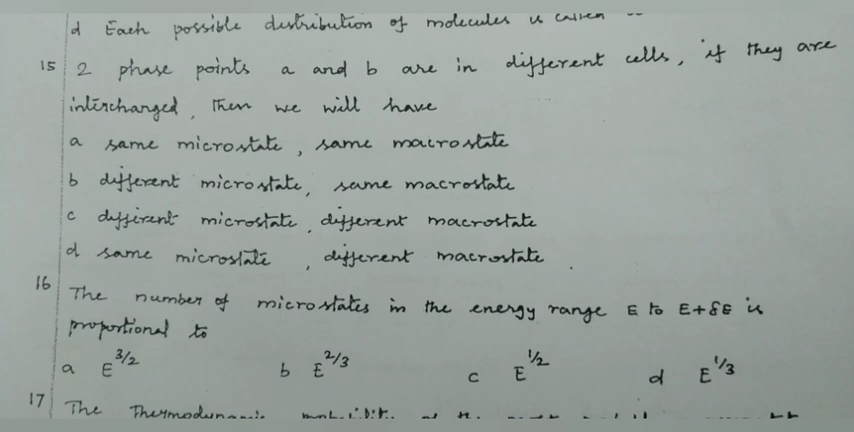 d Each possible distribution of molecules is called
15 2 phase points a and b are in different cells, if they are
interchanged, then we will have
a same microstate, same macrostate
b different microstate, same macrostate
c different microstate, different macrostate
d same microstate, different macrostate.
16 The number of microstates in the energy range E to E+δE is
proportional to
a E^3/2 b E^2/3 c E^1/2 d E^1/3
17 The Thermodynamic